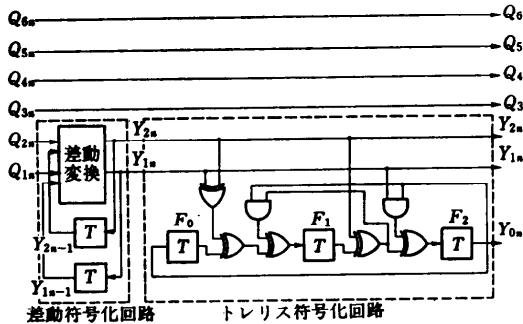 Q6n Q6
Q5n Q5
Q4n Q4
Q3n Q3
Q2n 差動変換 Y2n Y2n
Q1n Y1n Y1n
F0 F1 F2
T T T T Y0n
Y2n-1
T
Y1n-1
差動符号化回路 トレリス符号化回路